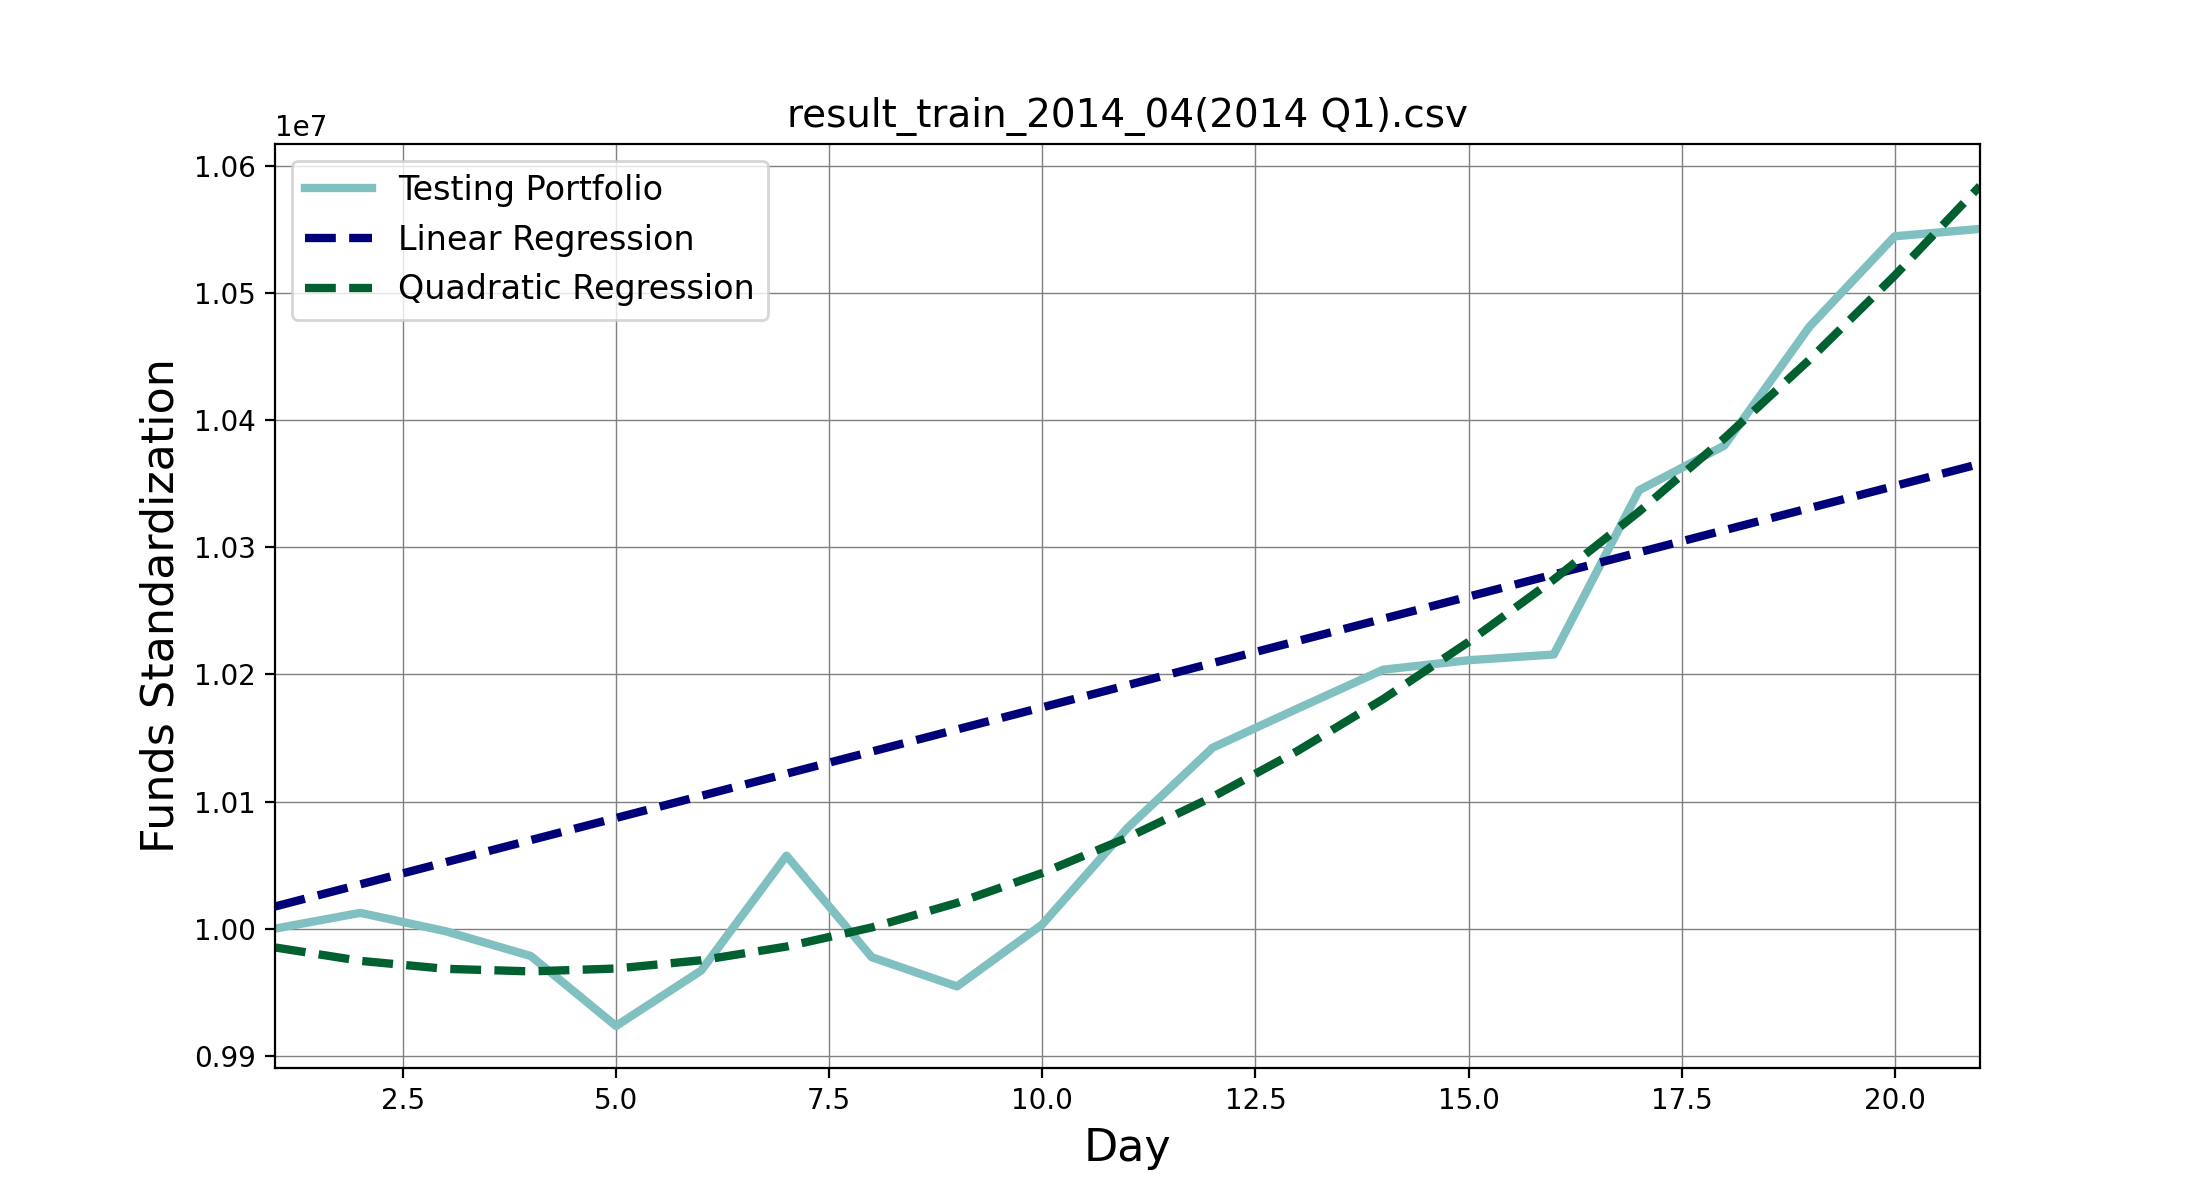 result_train_2014_04(2014 Q1).csv
1e7
1.06
1.05
1.04
1.03
1.02
1.01
1.00
0.99
Funds Standardization
Testing Portfolio
Linear Regression
Quadratic Regression
2.5 5.0 7.5 10.0 12.5 15.0 17.5 20.0
Day